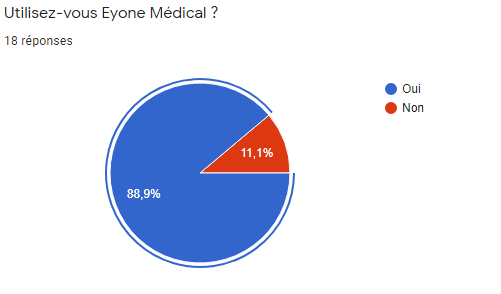 Utilisez-vous Eyone Médical ?
18 réponses
Oui
Non
11,1%
88,9%